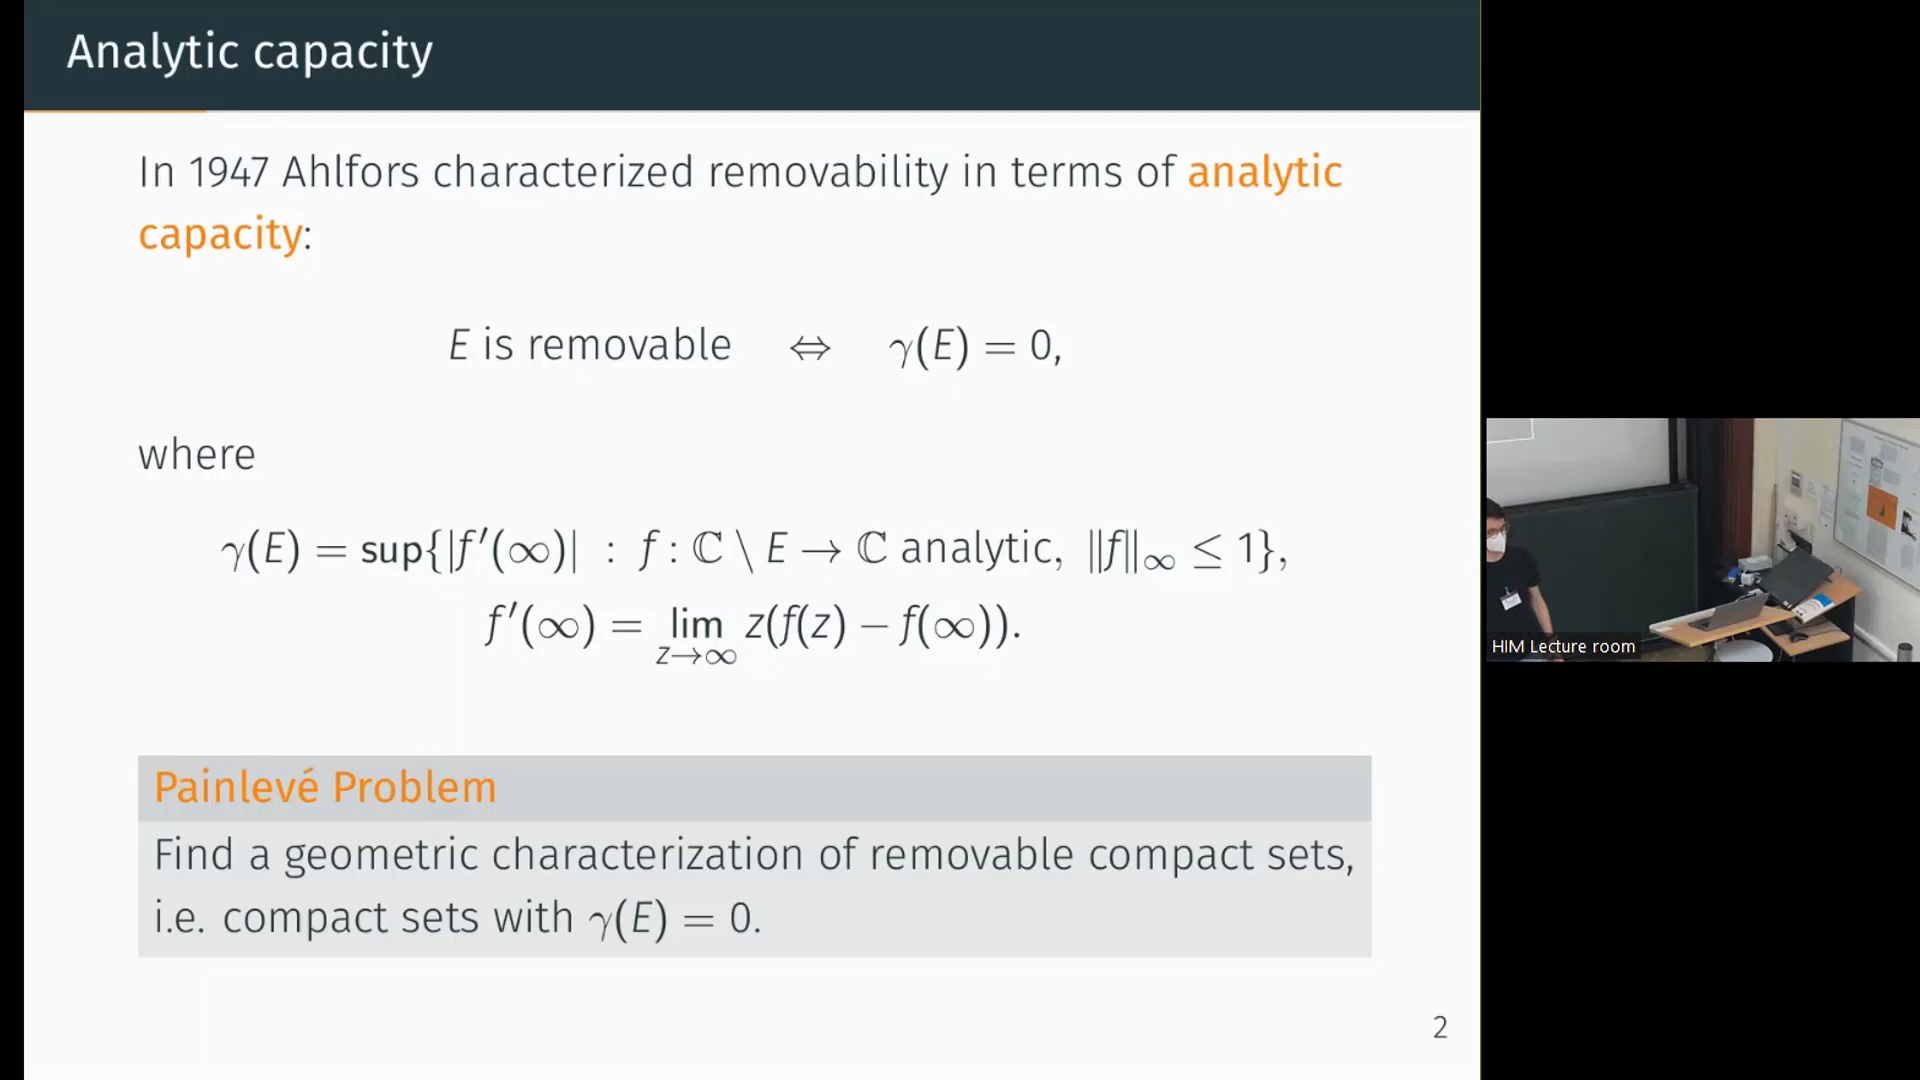 Analytic capacity
In 1947 Ahlfors characterized removability in terms of analytic
capacity:
E is removable ⇔ γ(E) = 0,
where
γ(E) = sup{|f′(∞)| : f : ℂ \ E → ℂ analytic, ‖f‖∞ ≤ 1},
f′(∞) = lim z→∞ z(f(z) − f(∞)).
Painlevé Problem
Find a geometric characterization of removable compact sets,
i.e. compact sets with γ(E) = 0.
2
HIM Lecture room